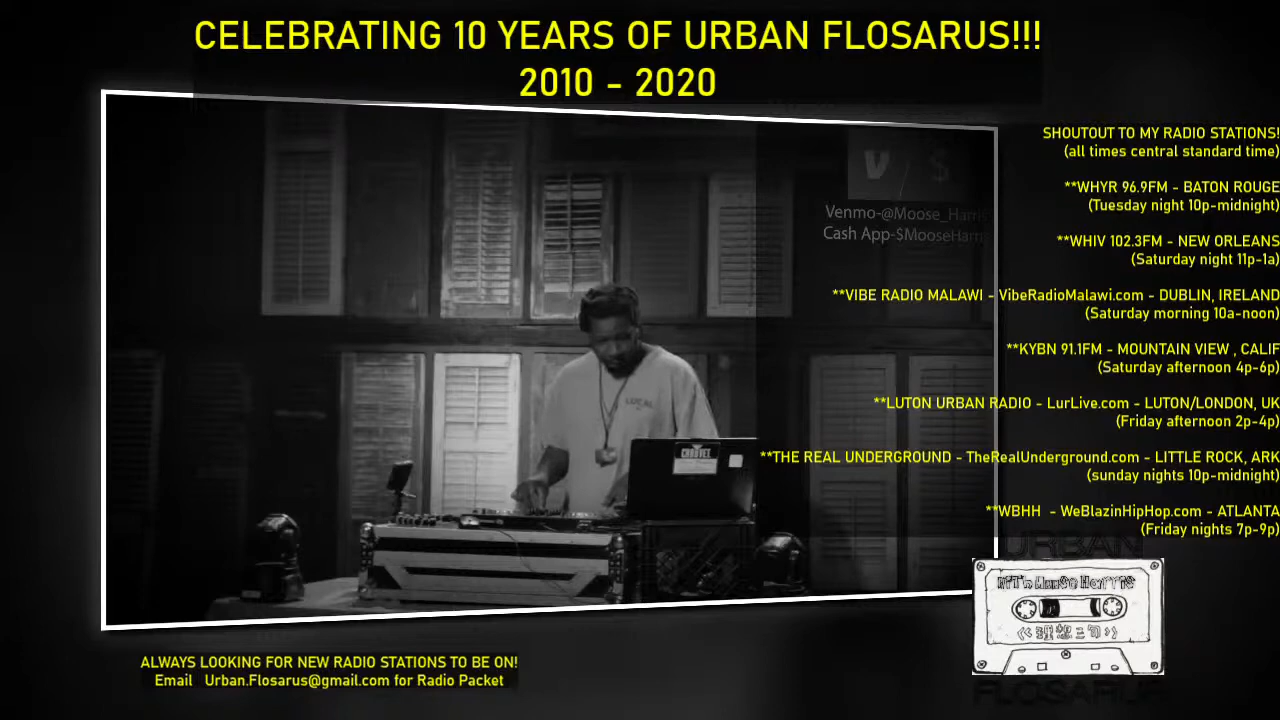 CELEBRATING 10 YEARS OF URBAN FLOSARUS!!!
2010 - 2020
SHOUTOUT TO MY RADIO STATIONS!
(all times central standard time)
**WHYR 96.9FM - BATON ROUGE
(Tuesday night 10p-midnight)
Venmo-@Moose_Harris
Cash App-$MooseHarris
**WHIV 102.3FM - NEW ORLEANS
(Saturday night 11p-1a)
**VIBE RADIO MALAWI - VibeRadioMalawi.com - DUBLIN, IRELAND
(Saturday morning 10a-noon)
**KYBN 91.1FM - MOUNTAIN VIEW , CALIF
(Saturday afternoon 4p-6p)
**LUTON URBAN RADIO - LurLive.com - LUTON/LONDON, UK
(Friday afternoon 2p-4p)
LOCAL
CHAUVET
**THE REAL UNDERGROUND - TheRealUnderground.com - LITTLE ROCK, ARK
(sunday nights 10p-midnight)
**WBHH - WeBlazinHipHop.com - ATLANTA
(Friday nights 7p-9p)
URBAN
Moose Harris
FLOSARUS
ALWAYS LOOKING FOR NEW RADIO STATIONS TO BE ON!
Email Urban.Flosarus@gmail.com for Radio Packet